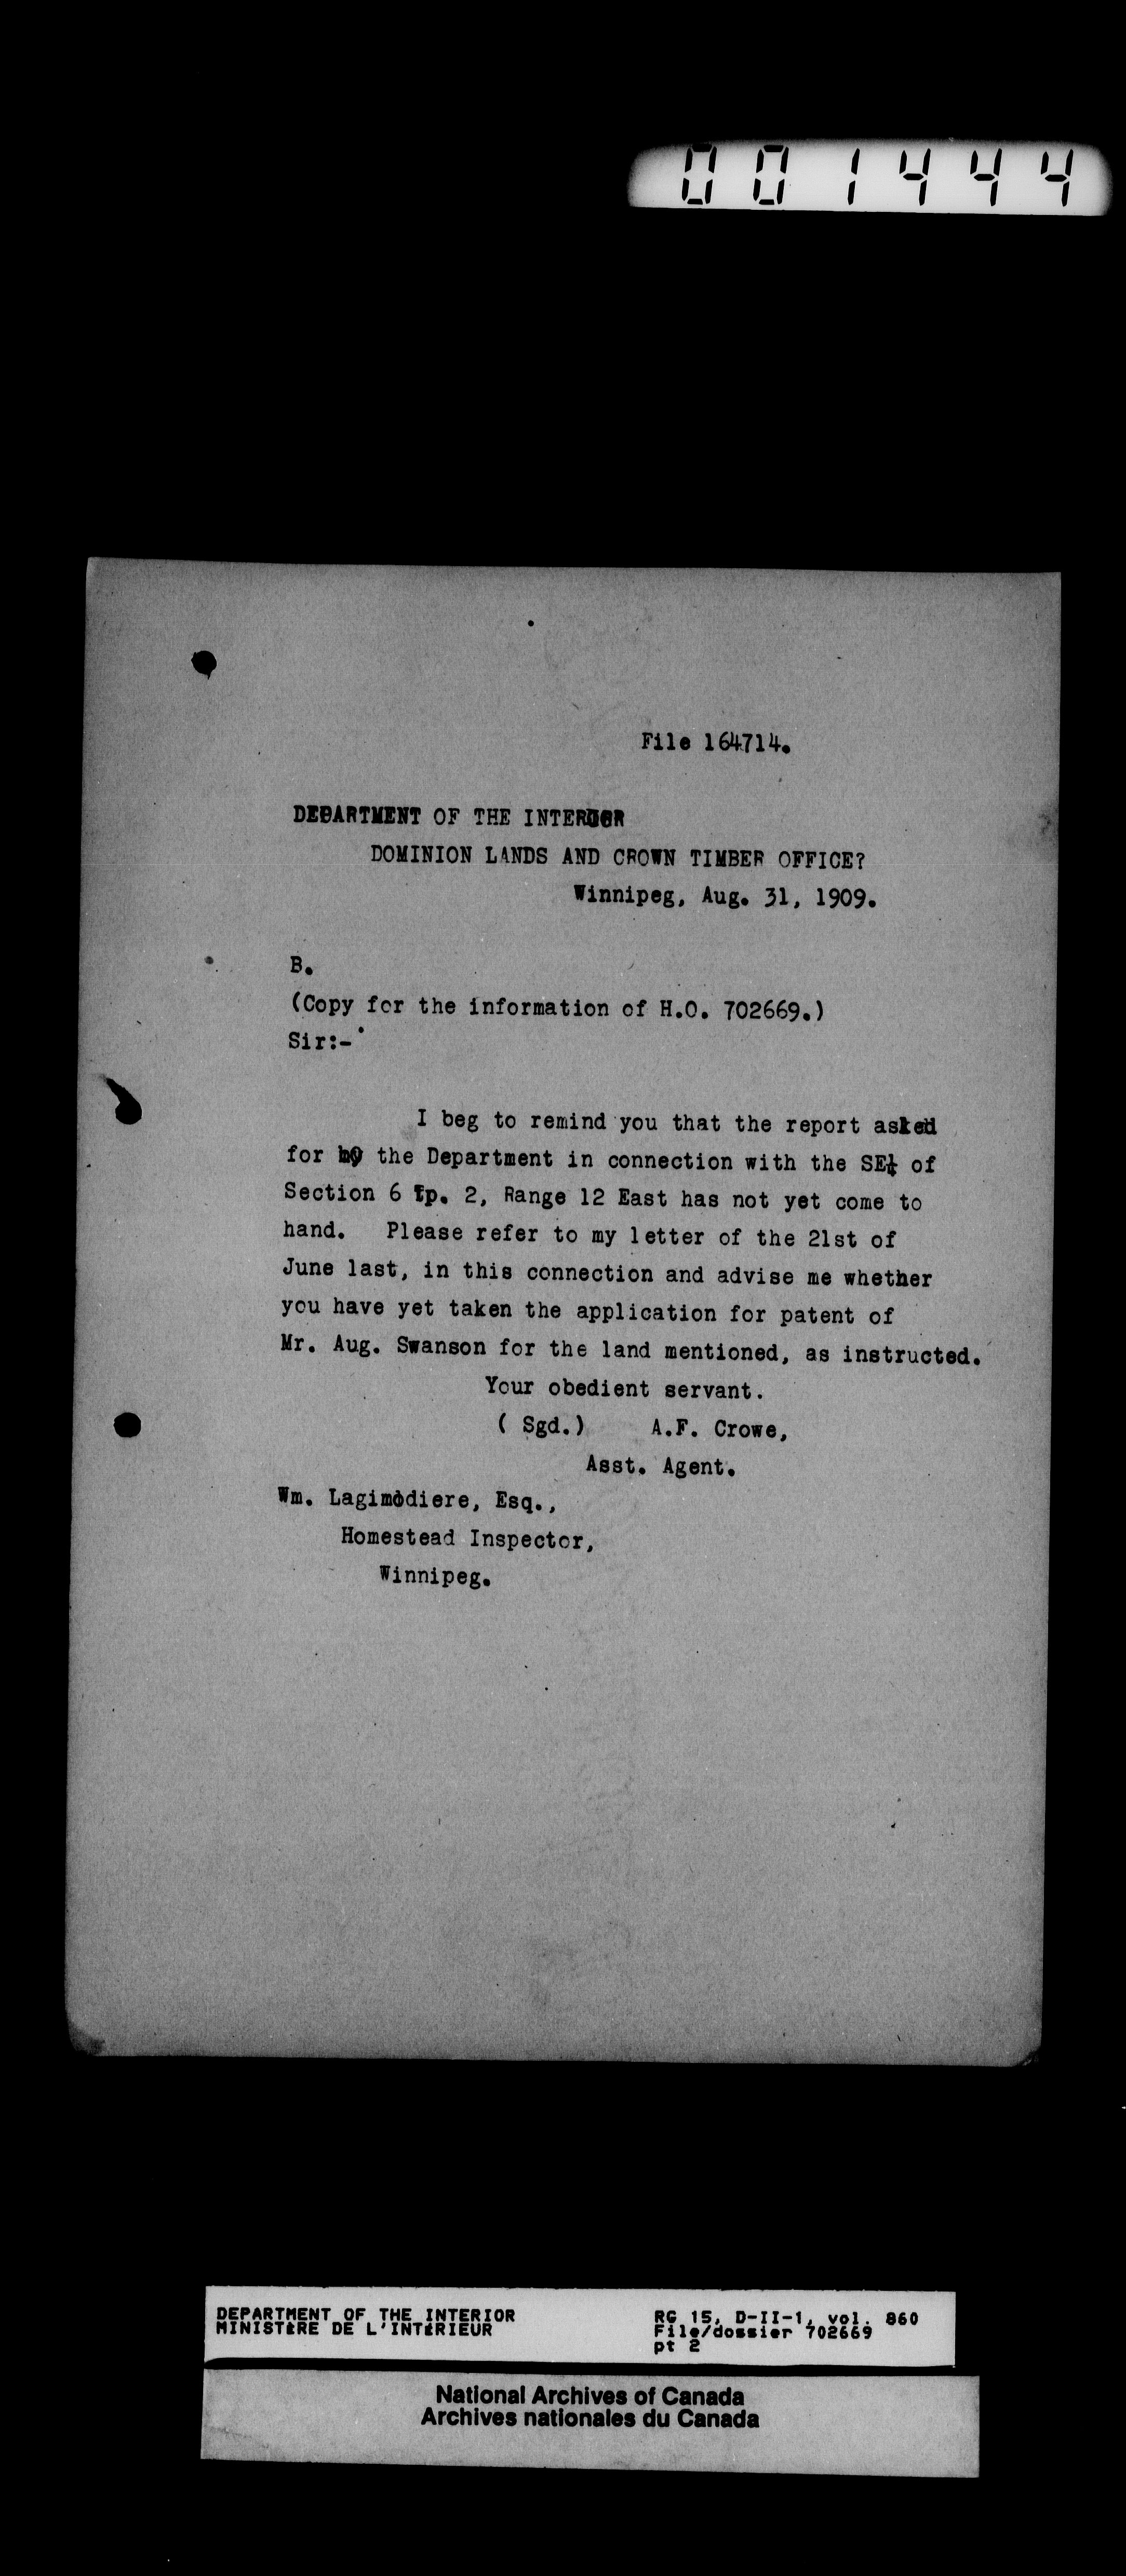 001444
File 164714.
DEPARTMENT OF THE INTERIOR
DOMINION LANDS AND CROWN TIMBER OFFICE?
Winnipeg, Aug. 31, 1909.
B.
(Copy for the information of H.O. 702669.)
Sir:-
I beg to remind you that the report asked
for by the Department in connection with the SE¼ of
Section 6 Tp. 2, Range 12 East has not yet come to
hand. Please refer to my letter of the 21st of
June last, in this connection and advise me whether
you have yet taken the application for patent of
Mr. Aug. Swanson for the land mentioned, as instructed.
Your obedient servant.
( Sgd.) A.F. Crowe,
Asst. Agent.
Wm. Lagimodiere, Esq.,
Homestead Inspector,
Winnipeg.
DEPARTMENT OF THE INTERIOR
MINISTÈRE DE L'INTÉRIEUR
RG 15, D-II-1, vol. 860
File/dossier 702669
pt 2
National Archives of Canada
Archives nationales du Canada